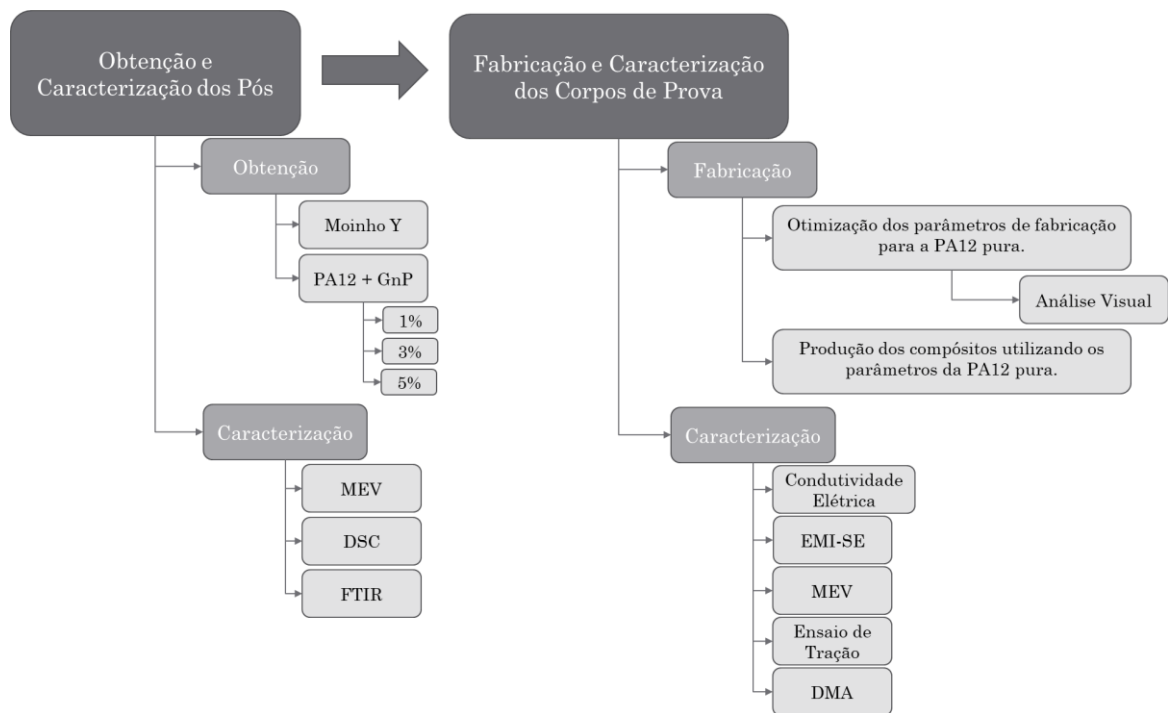 Obtenção e
Caracterização dos Pós
Obtenção
Moinho Y
PA12 + GnP
1%
3%
5%
Caracterização
MEV
DSC
FTIR
Fabricação e Caracterização
dos Corpos de Prova
Fabricação
Otimização dos parâmetros de fabricação
para a PA12 pura.
Análise Visual
Produção dos compósitos utilizando os
parâmetros da PA12 pura.
Caracterização
Condutividade
Elétrica
EMI-SE
MEV
Ensaio de
Tração
DMA